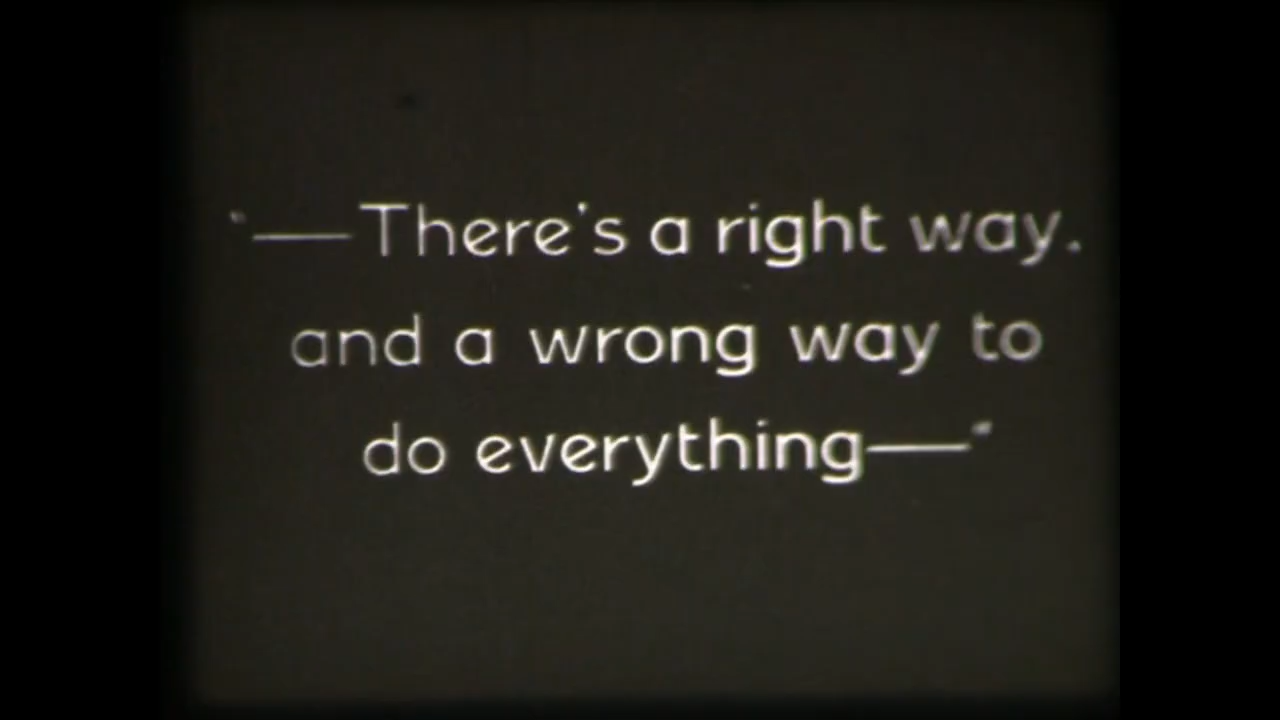 "—There's a right way.
and a wrong way to
do everything—"